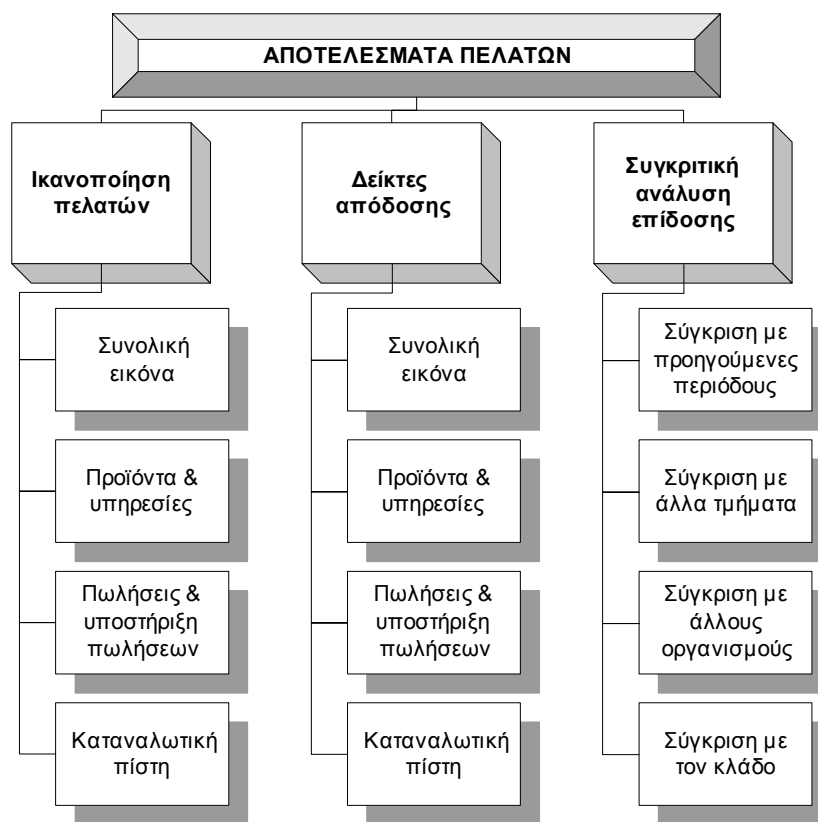 ΑΠΟΤΕΛΕΣΜΑΤΑ ΠΕΛΑΤΩΝ
Ικανοποίηση
πελατών
Δείκτες
απόδοσης
Συγκριτική
ανάλυση
επίδοσης
Συνολική
εικόνα
Προϊόντα &
υπηρεσίες
Πωλήσεις &
υποστήριξη
πωλήσεων
Καταναλωτική
πίστη
Συνολική
εικόνα
Προϊόντα &
υπηρεσίες
Πωλήσεις &
υποστήριξη
πωλήσεων
Καταναλωτική
πίστη
Σύγκριση με
προηγούμενες
περιόδους
Σύγκριση με
άλλα τμήματα
Σύγκριση με
άλλους
οργανισμούς
Σύγκριση με
τον κλάδο